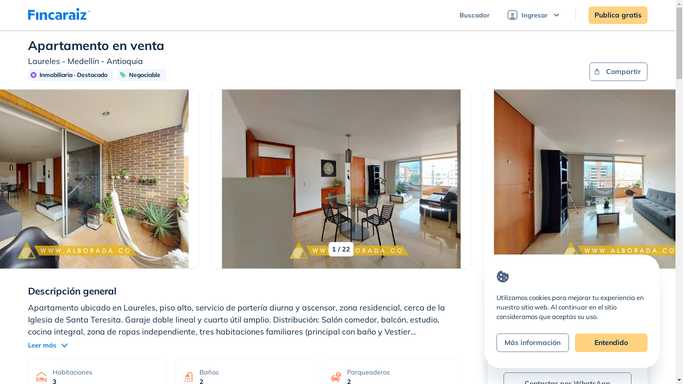 Fincaraiz
Buscador
Ingresar
Publica gratis
Apartamento en venta
Laureles - Medellín - Antioquia
Inmobiliaria · Destacado
Negociable
Compartir
WWW.ALBORADA.CO
1 / 22
WWW.ALBORADA.CO
Descripción general
Apartamento ubicado en Laureles, piso alto, servicio de portería diurna y ascensor, zona residencial, cerca de la
Iglesia de Santa Teresita. Garaje doble lineal y cuarto útil amplio. Distribución: Salón comedor, balcón, estudio,
cocina integral, zona de ropas independiente, tres habitaciones familiares (principal con baño y Vestier...
Leer más
Habitaciones
3
Baños
2
Parqueaderos
2
Utilizamos cookies para mejorar tu experiencia en
nuestro sitio web. Al continuar en el sitio
consideramos que aceptas su uso.
Más información
Entendido
Contactar por WhatsApp